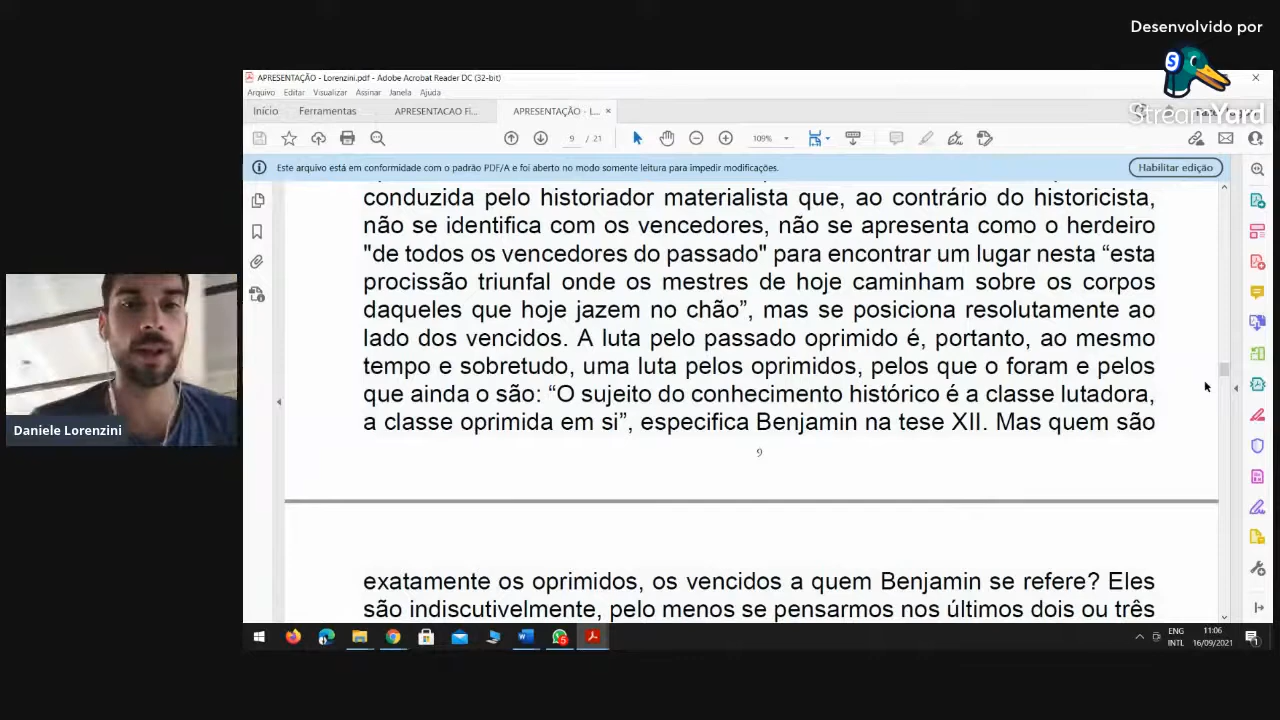 Desenvolvido por
S
StreamYard
APRESENTAÇÃO - Lorenzini.pdf - Adobe Acrobat Reader DC (32-bit)
Arquivo Editar Visualizar Assinar Janela Ajuda
Início Ferramentas APRESENTACAO Fi... APRESENTAÇÃO - L... ×
9 / 21 109%
Este arquivo está em conformidade com o padrão PDF/A e foi aberto no modo somente leitura para impedir modificações. Habilitar edição
conduzida pelo historiador materialista que, ao contrário do historicista,
não se identifica com os vencedores, não se apresenta como o herdeiro
"de todos os vencedores do passado" para encontrar um lugar nesta “esta
procissão triunfal onde os mestres de hoje caminham sobre os corpos
daqueles que hoje jazem no chão”, mas se posiciona resolutamente ao
lado dos vencidos. A luta pelo passado oprimido é, portanto, ao mesmo
tempo e sobretudo, uma luta pelos oprimidos, pelos que o foram e pelos
que ainda o são: “O sujeito do conhecimento histórico é a classe lutadora,
a classe oprimida em si”, especifica Benjamin na tese XII. Mas quem são
9
exatamente os oprimidos, os vencidos a quem Benjamin se refere? Eles
são indiscutivelmente, pelo menos se pensarmos nos últimos dois ou três
Daniele Lorenzini
ENG 11:06
INTL 16/09/2021